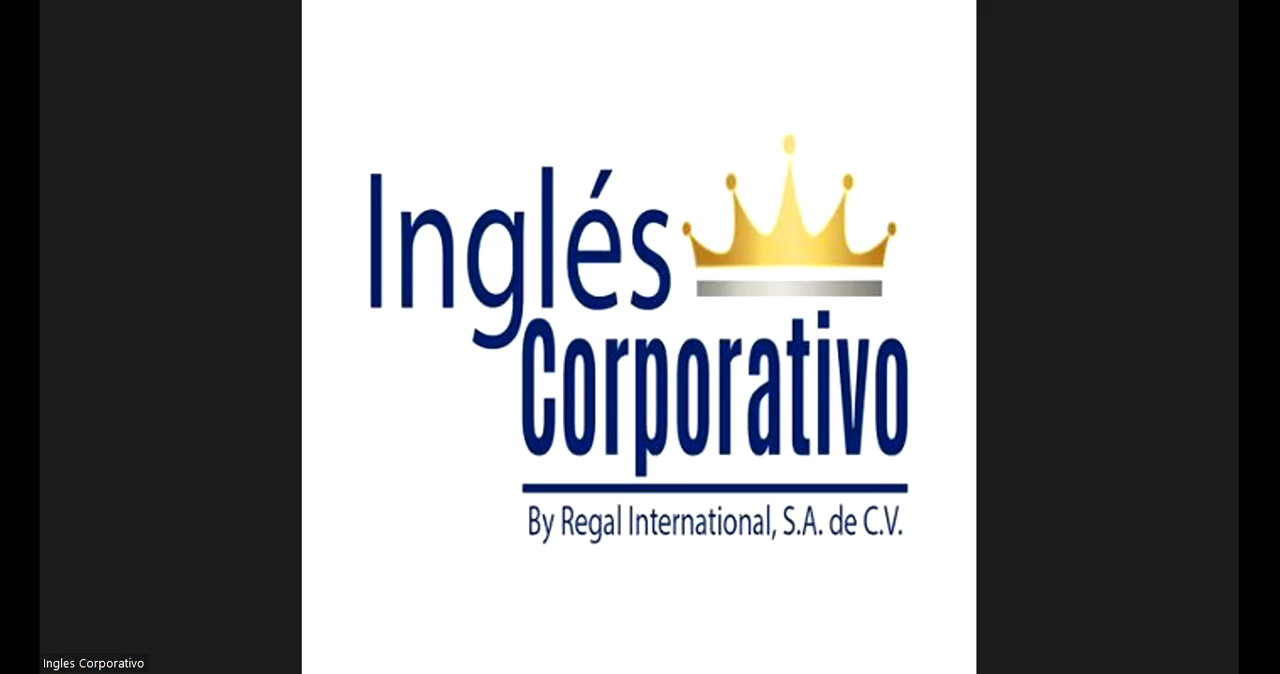 Inglés
Corporativo
By Regal International, S.A. de C.V.
Ingles Corporativo